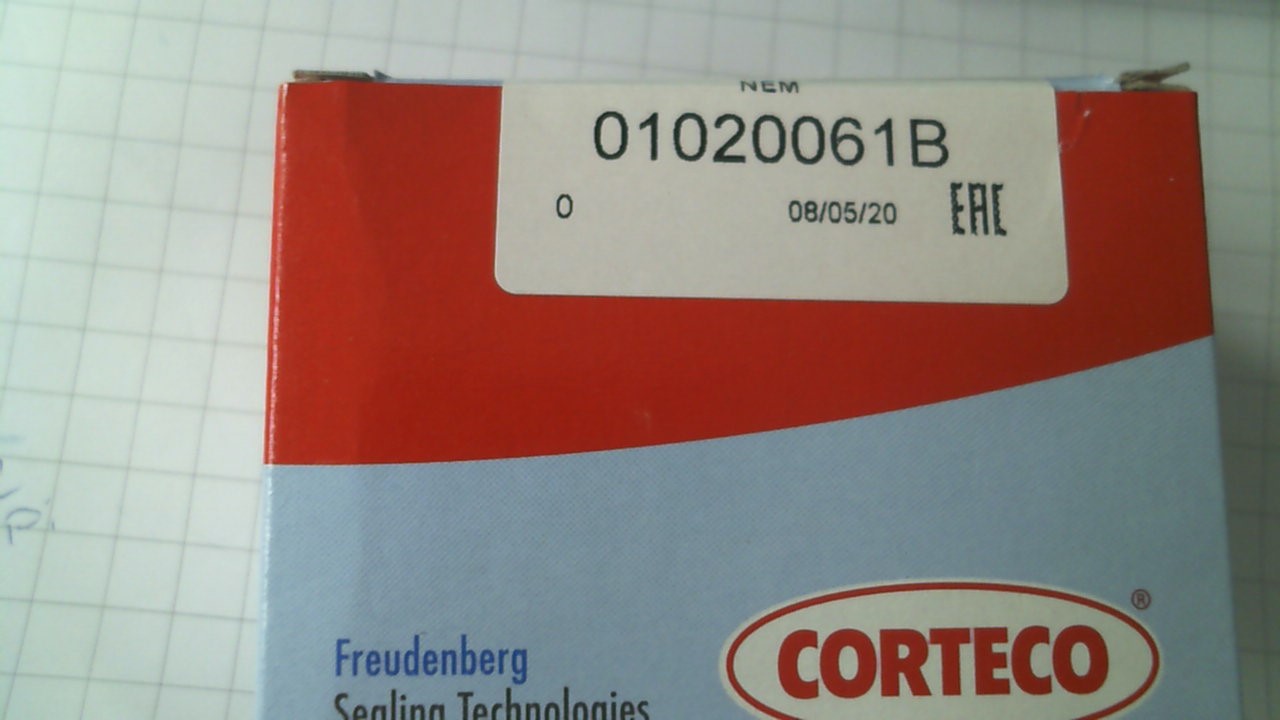 NEM
01020061B
0 08/05/20 EAC
Freudenberg
Sealing Technologies
CORTECO ®